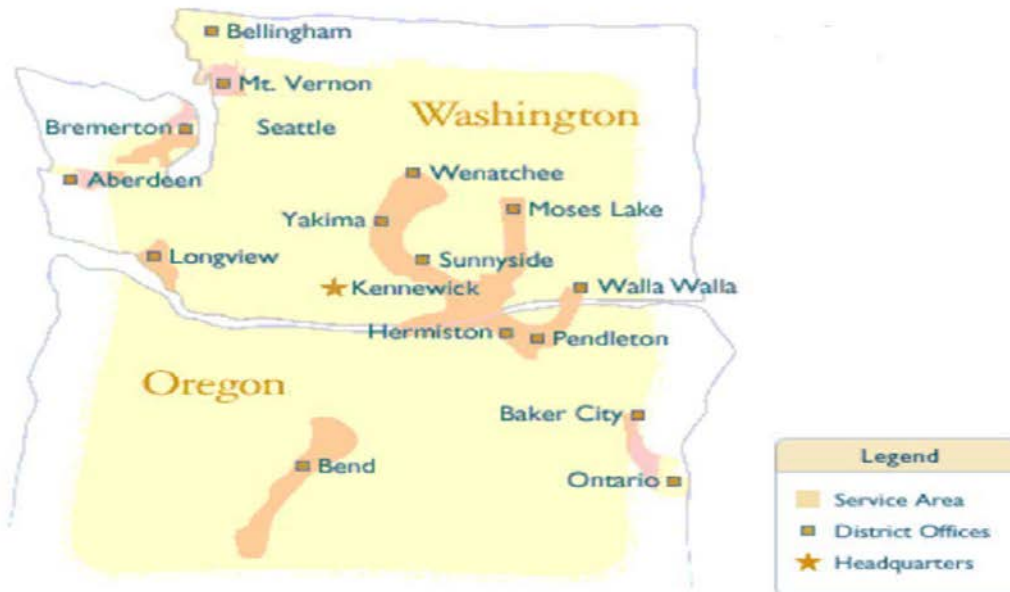 Bellingham
Mt. Vernon
Washington
Bremerton
Seattle
Wenatchee
Aberdeen
Moses Lake
Yakima
Longview
Sunnyside
Kennewick
Walla Walla
Hermiston
Pendleton
Oregon
Baker City
Bend
Ontario
Legend
Service Area
District Offices
Headquarters